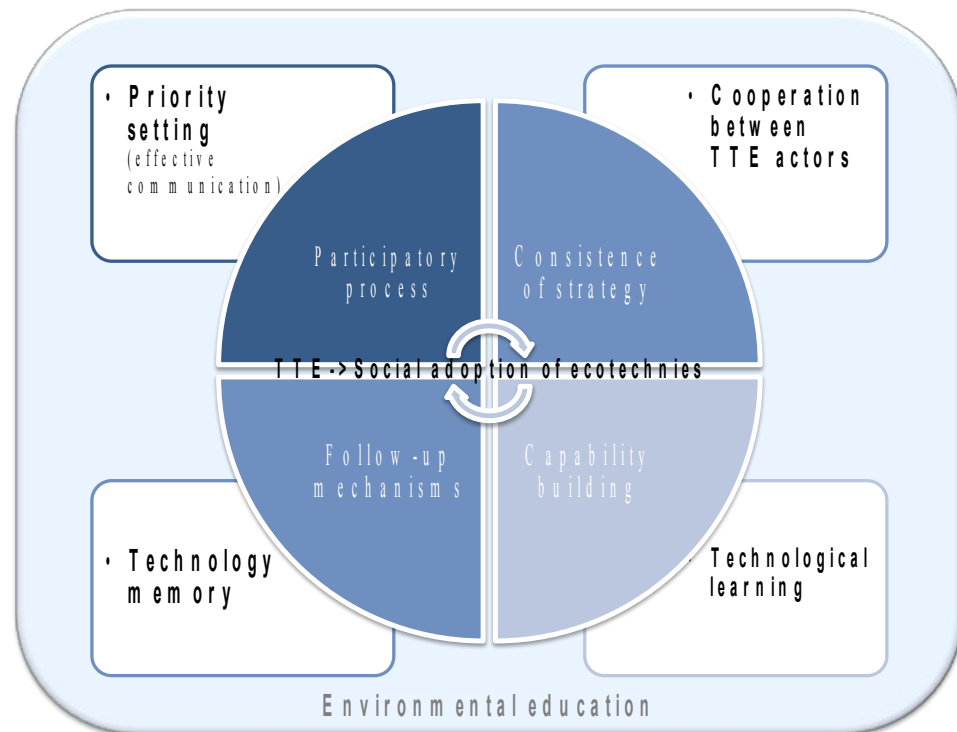 • Priority
setting
(effective
communication)
• Cooperation
between
TTE actors
Participatory
process
Consistence
of strategy
TTE->Social adoption of ecotechnies
Follow-up
mechanisms
Capability
building
• Technology
memory
• Technological
learning
Environmental education